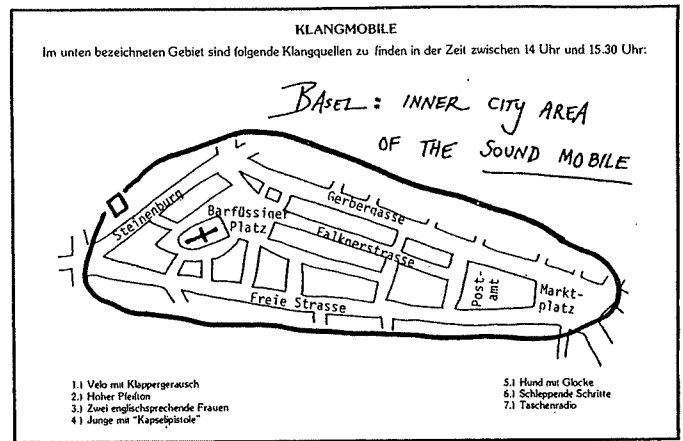 KLANGMOBILE
Im unten bezeichneten Gebiet sind folgende Klangquellen zu finden in der Zeit zwischen 14 Uhr und 15.30 Uhr:
BASEL: INNER CITY AREA
OF THE SOUND MOBILE
Steinenburg
Barfüssiger
Platz
Gerbergasse
Falknerstrasse
Freie Strasse
Post-
amt
Markt-
platz
1.) Velo mit Klappergerausch
2.) Hoher Pfeifton
3.) Zwei englischsprechende Frauen
4) Junge mit "Kapselpistole"
5.) Hund mit Glocke
6.) Schleppende Schritte
7.) Taschenradio